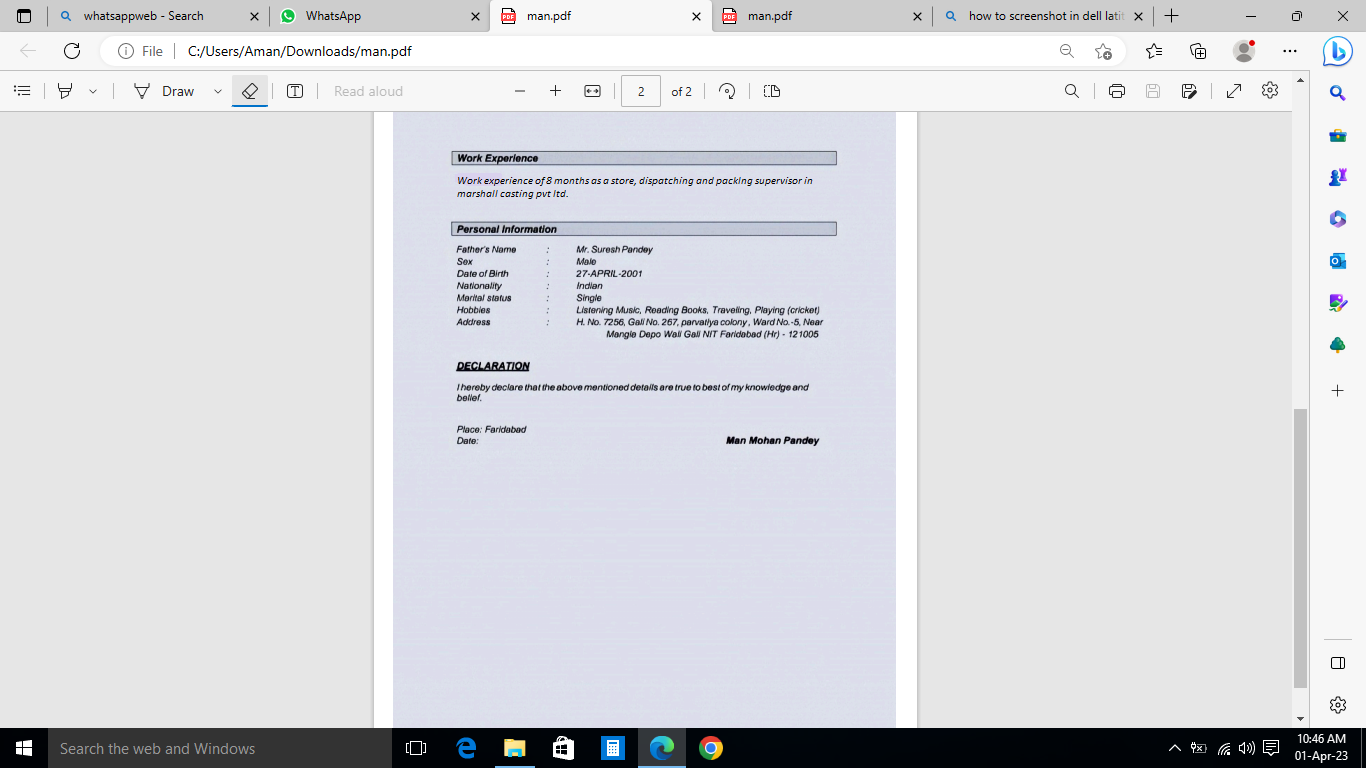 whatsappweb - Search
WhatsApp
man.pdf
man.pdf
how to screenshot in dell latit
File
C:/Users/Aman/Downloads/man.pdf
Draw
Read aloud
2 of 2
Work Experience
Work experience of 8 months as a store, dispatching and packing supervisor in
marshall casting pvt ltd.
Personal Information
Father's Name : Mr. Suresh Pandey
Sex : Male
Date of Birth : 27-APRIL-2001
Nationality : Indian
Marital status : Single
Hobbies : Listening Music, Reading Books, Traveling, Playing (cricket)
Address : H. No. 7256, Gali No. 267, parvatiya colony, Ward No.-5, Near
Mangla Depo Wali Gali NIT Faridabad (Hr) - 121005
DECLARATION
I hereby declare that the above mentioned details are true to best of my knowledge and
belief.
Place: Faridabad
Date: Man Mohan Pandey
Search the web and Windows
10:46 AM
01-Apr-23